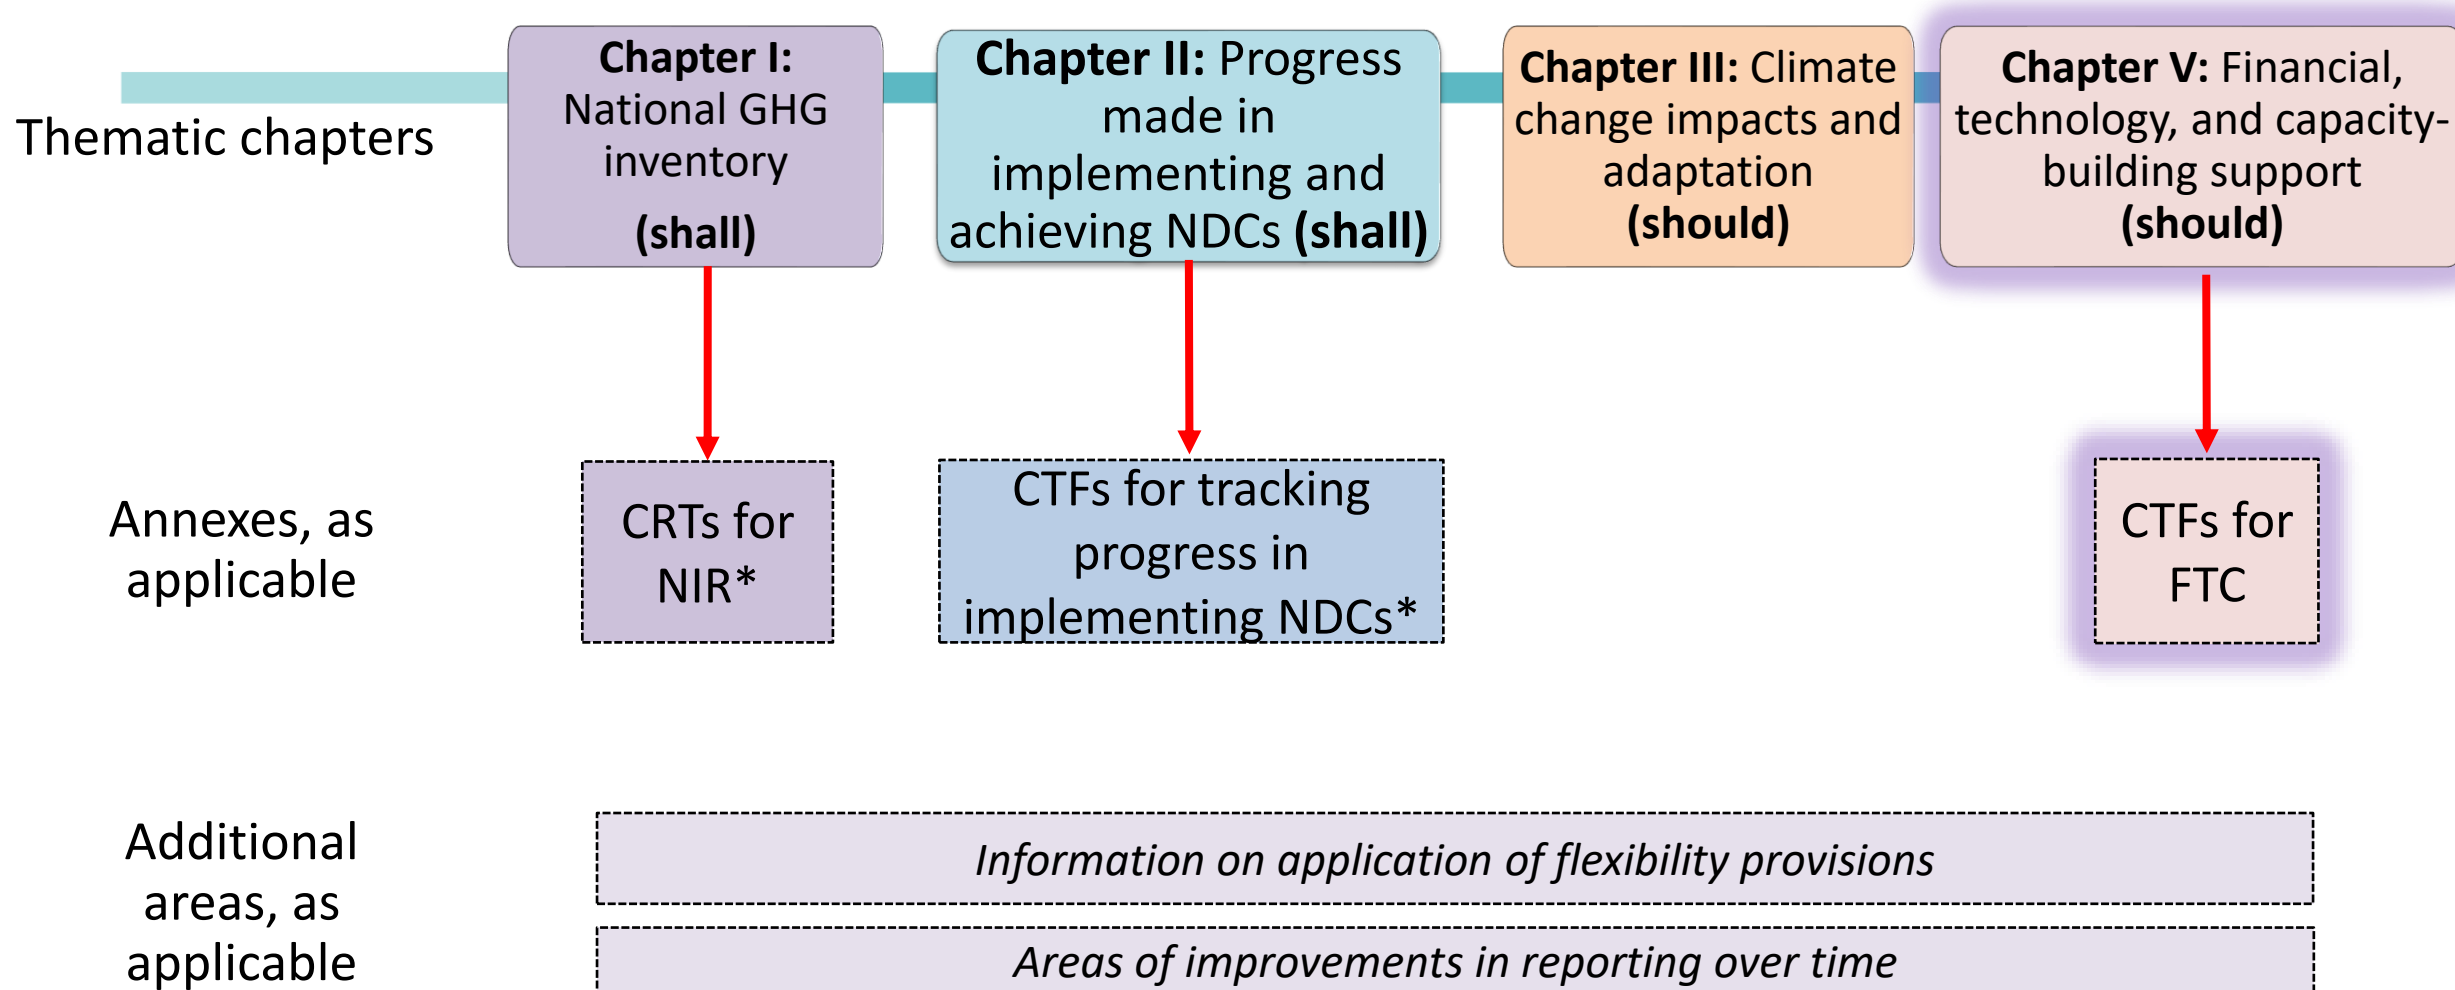 Thematic chapters
Chapter I:
National GHG
inventory
(shall)
Chapter II: Progress
made in
implementing and
achieving NDCs (shall)
Chapter III: Climate
change impacts and
adaptation
(should)
Chapter V: Financial,
technology, and capacity-
building support
(should)
Annexes, as
applicable
CRTs for
NIR*
CTFs for tracking
progress in
implementing NDCs*
CTFs for
FTC
Additional
areas, as
applicable
Information on application of flexibility provisions
Areas of improvements in reporting over time